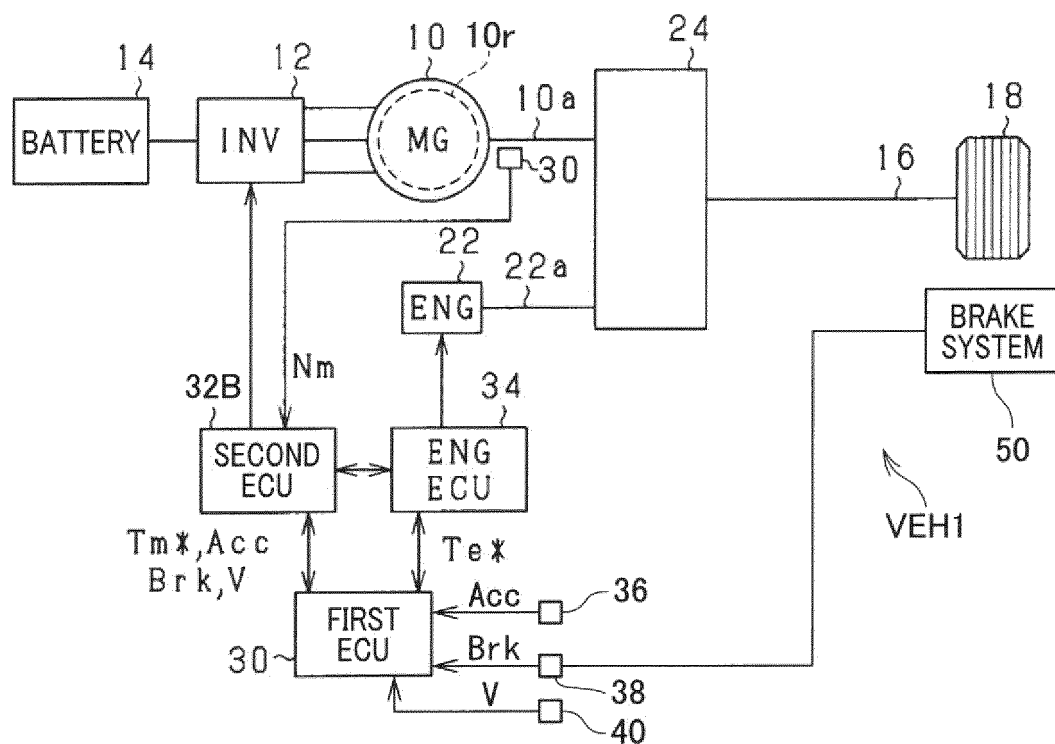 10
10r
24
14
12
10a
18
BATTERY
INV
MG
30
16
22
22a
ENG
BRAKE
SYSTEM
Nm
32B
34
50
SECOND
ECU
ENG
ECU
VEH1
Tm*,Acc
Brk,V
Te*
Acc
36
FIRST
ECU
30
Brk
38
V
40